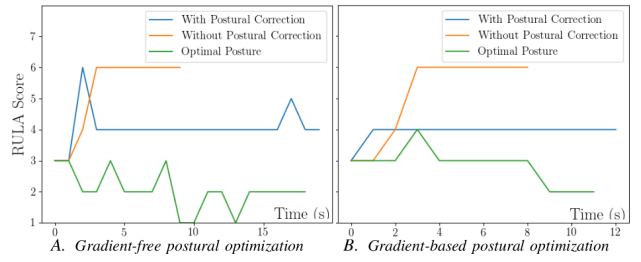 With Postural Correction
Without Postural Correction
Optimal Posture
RULA Score
7
6
5
4
3
2
1
0
5
10
15
Time (s)
A. Gradient-free postural optimization
With Postural Correction
Without Postural Correction
Optimal Posture
0
2
4
6
8
10
12
Time (s)
B. Gradient-based postural optimization